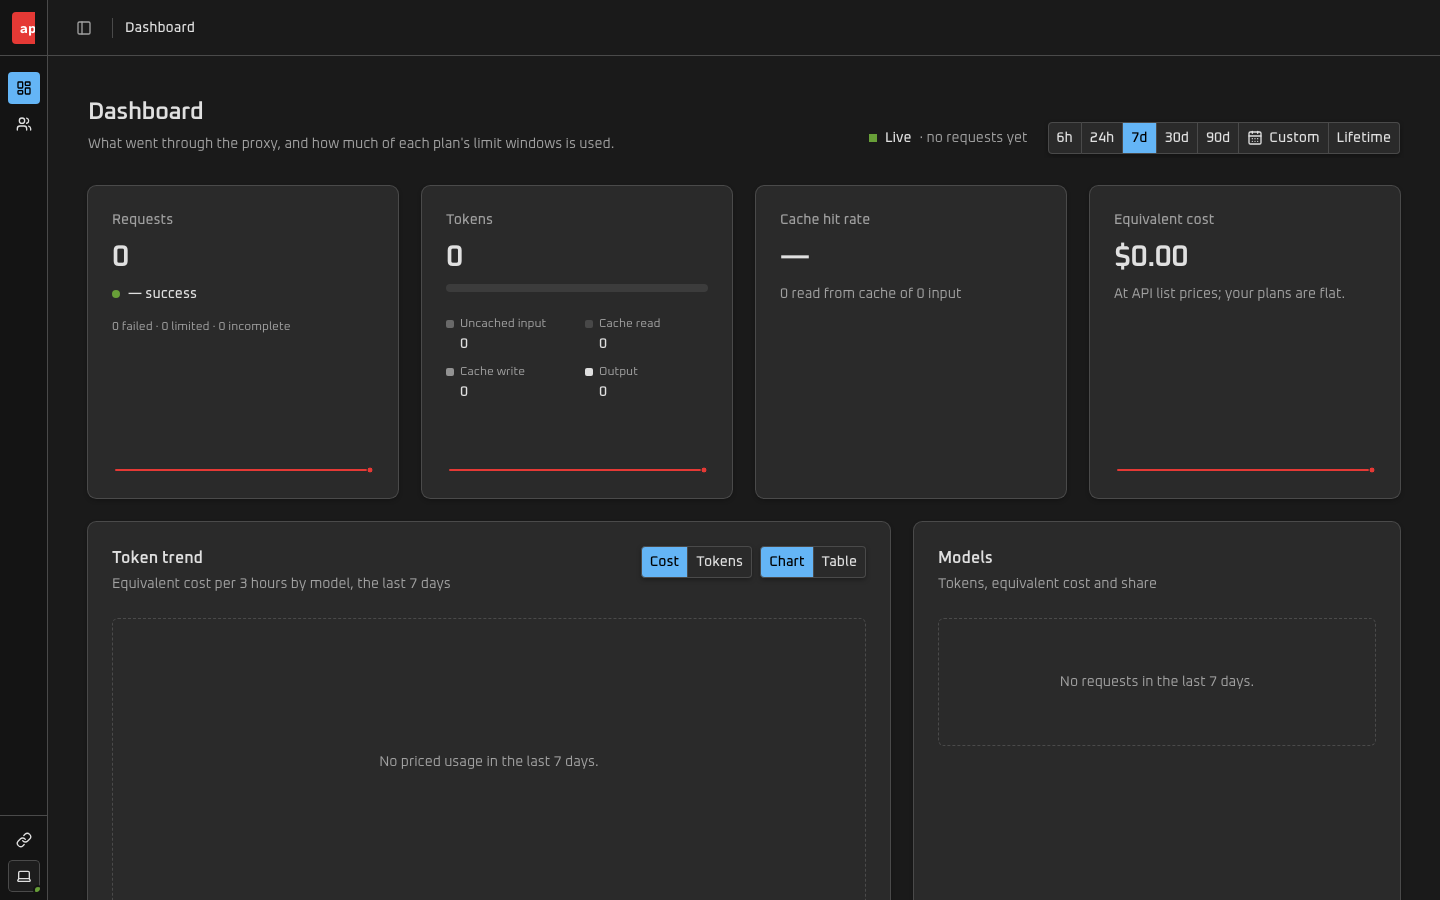 ap
Dashboard
Dashboard
What went through the proxy, and how much of each plan's limit windows is used.
Live · no requests yet
6h 24h 7d 30d 90d Custom Lifetime
Requests
0
— success
0 failed · 0 limited · 0 incomplete
Tokens
0
Uncached input
0
Cache read
0
Cache write
0
Output
0
Cache hit rate
—
0 read from cache of 0 input
Equivalent cost
$0.00
At API list prices; your plans are flat.
Token trend
Equivalent cost per 3 hours by model, the last 7 days
Cost Tokens
Chart Table
No priced usage in the last 7 days.
Models
Tokens, equivalent cost and share
No requests in the last 7 days.